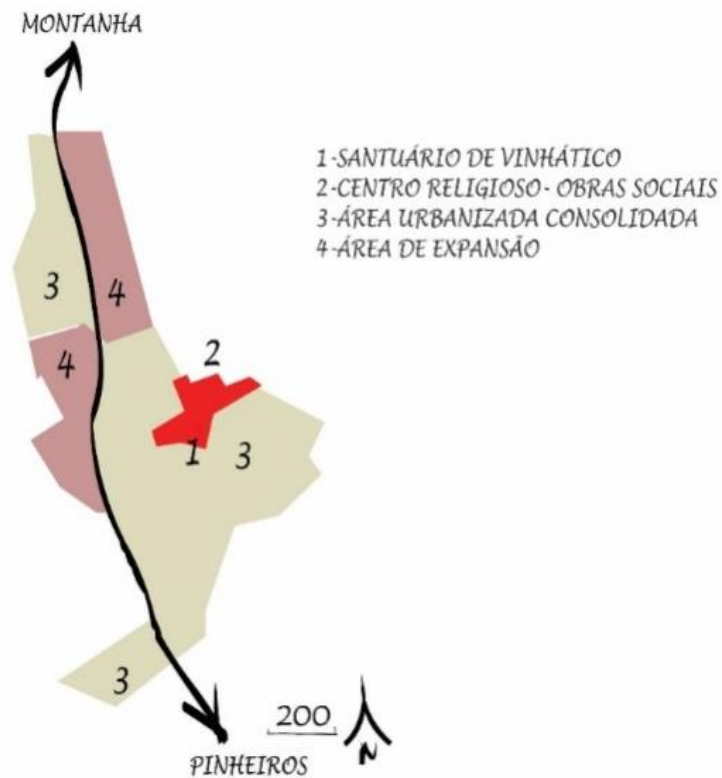 MONTANHA
1-SANTUÁRIO DE VINHÁTICO
2-CENTRO RELIGIOSO- OBRAS SOCIAIS
3-ÁREA URBANIZADA CONSOLIDADA
4-ÁREA DE EXPANSÃO
3
4
2
4
1
3
3
200
N
PINHEIROS